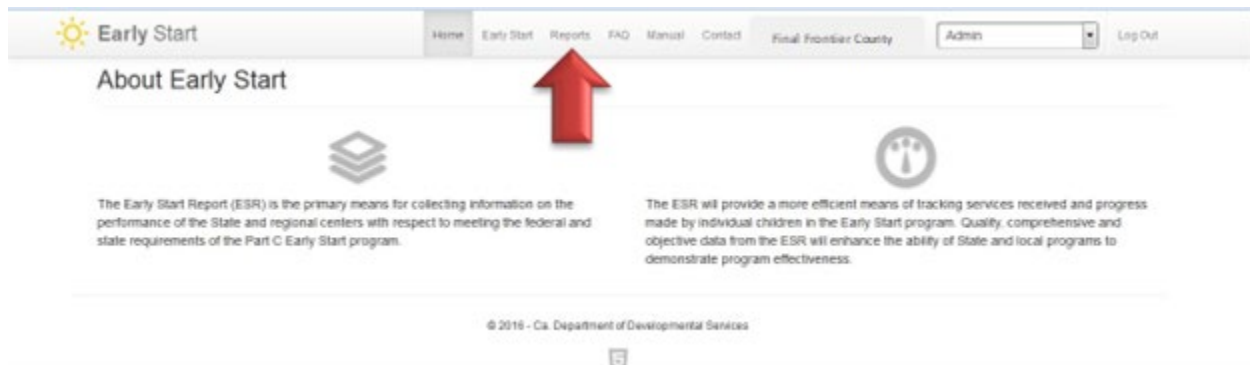 Early Start Home Early Start Reports FAQ Manual Contact Final Frontier County Admin Log Out
About Early Start
The Early Start Report (ESR) is the primary means for collecting information on the
performance of the State and regional centers with respect to meeting the federal and
state requirements of the Part C Early Start program.
The ESR will provide a more efficient means of tracking services received and progress
made by individual children in the Early Start program. Quality, comprehensive and
objective data from the ESR will enhance the ability of State and local programs to
demonstrate program effectiveness.
© 2016 - Ca. Department of Developmental Services